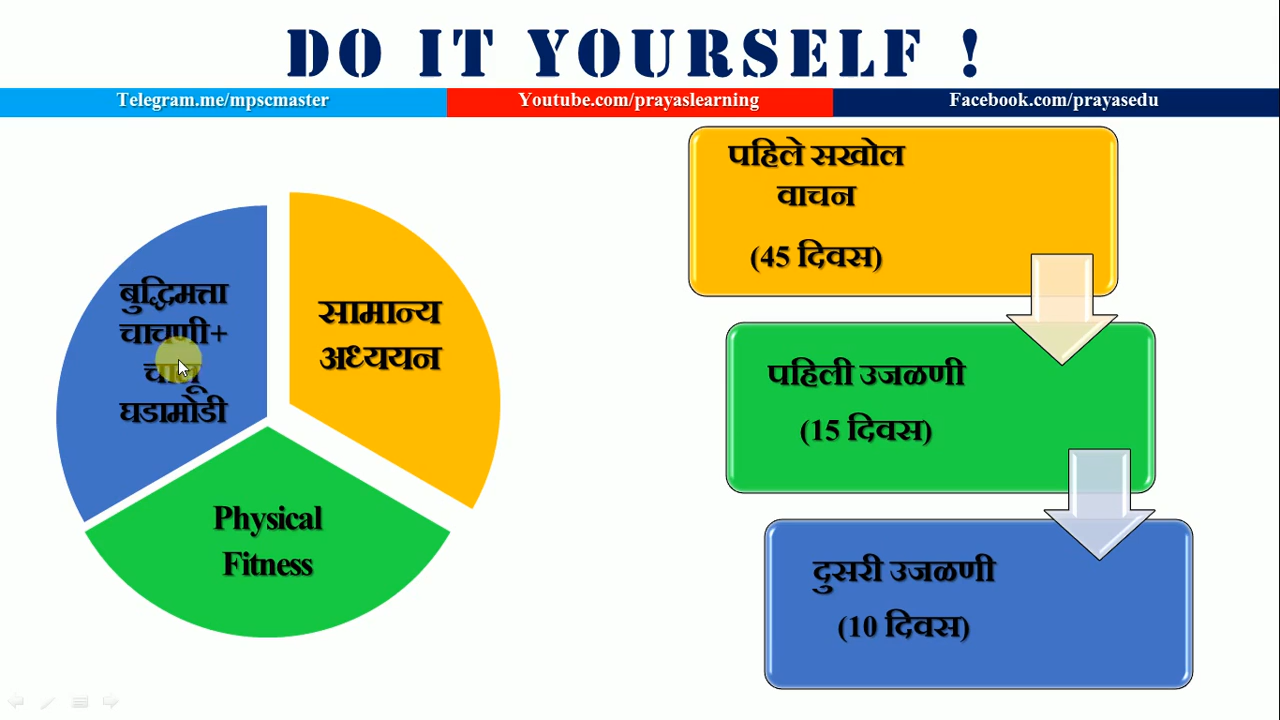 DO IT YOURSELF !
Telegram.me/mpscmaster
Youtube.com/prayaslearning
Facebook.com/prayasedu
बुद्धिमत्ता
चाचणी+
चालू
घडामोडी
सामान्य
अध्ययन
Physical
Fitness
पहिले सखोल
वाचन
(45 दिवस)
पहिली उजळणी
(15 दिवस)
दुसरी उजळणी
(10 दिवस)